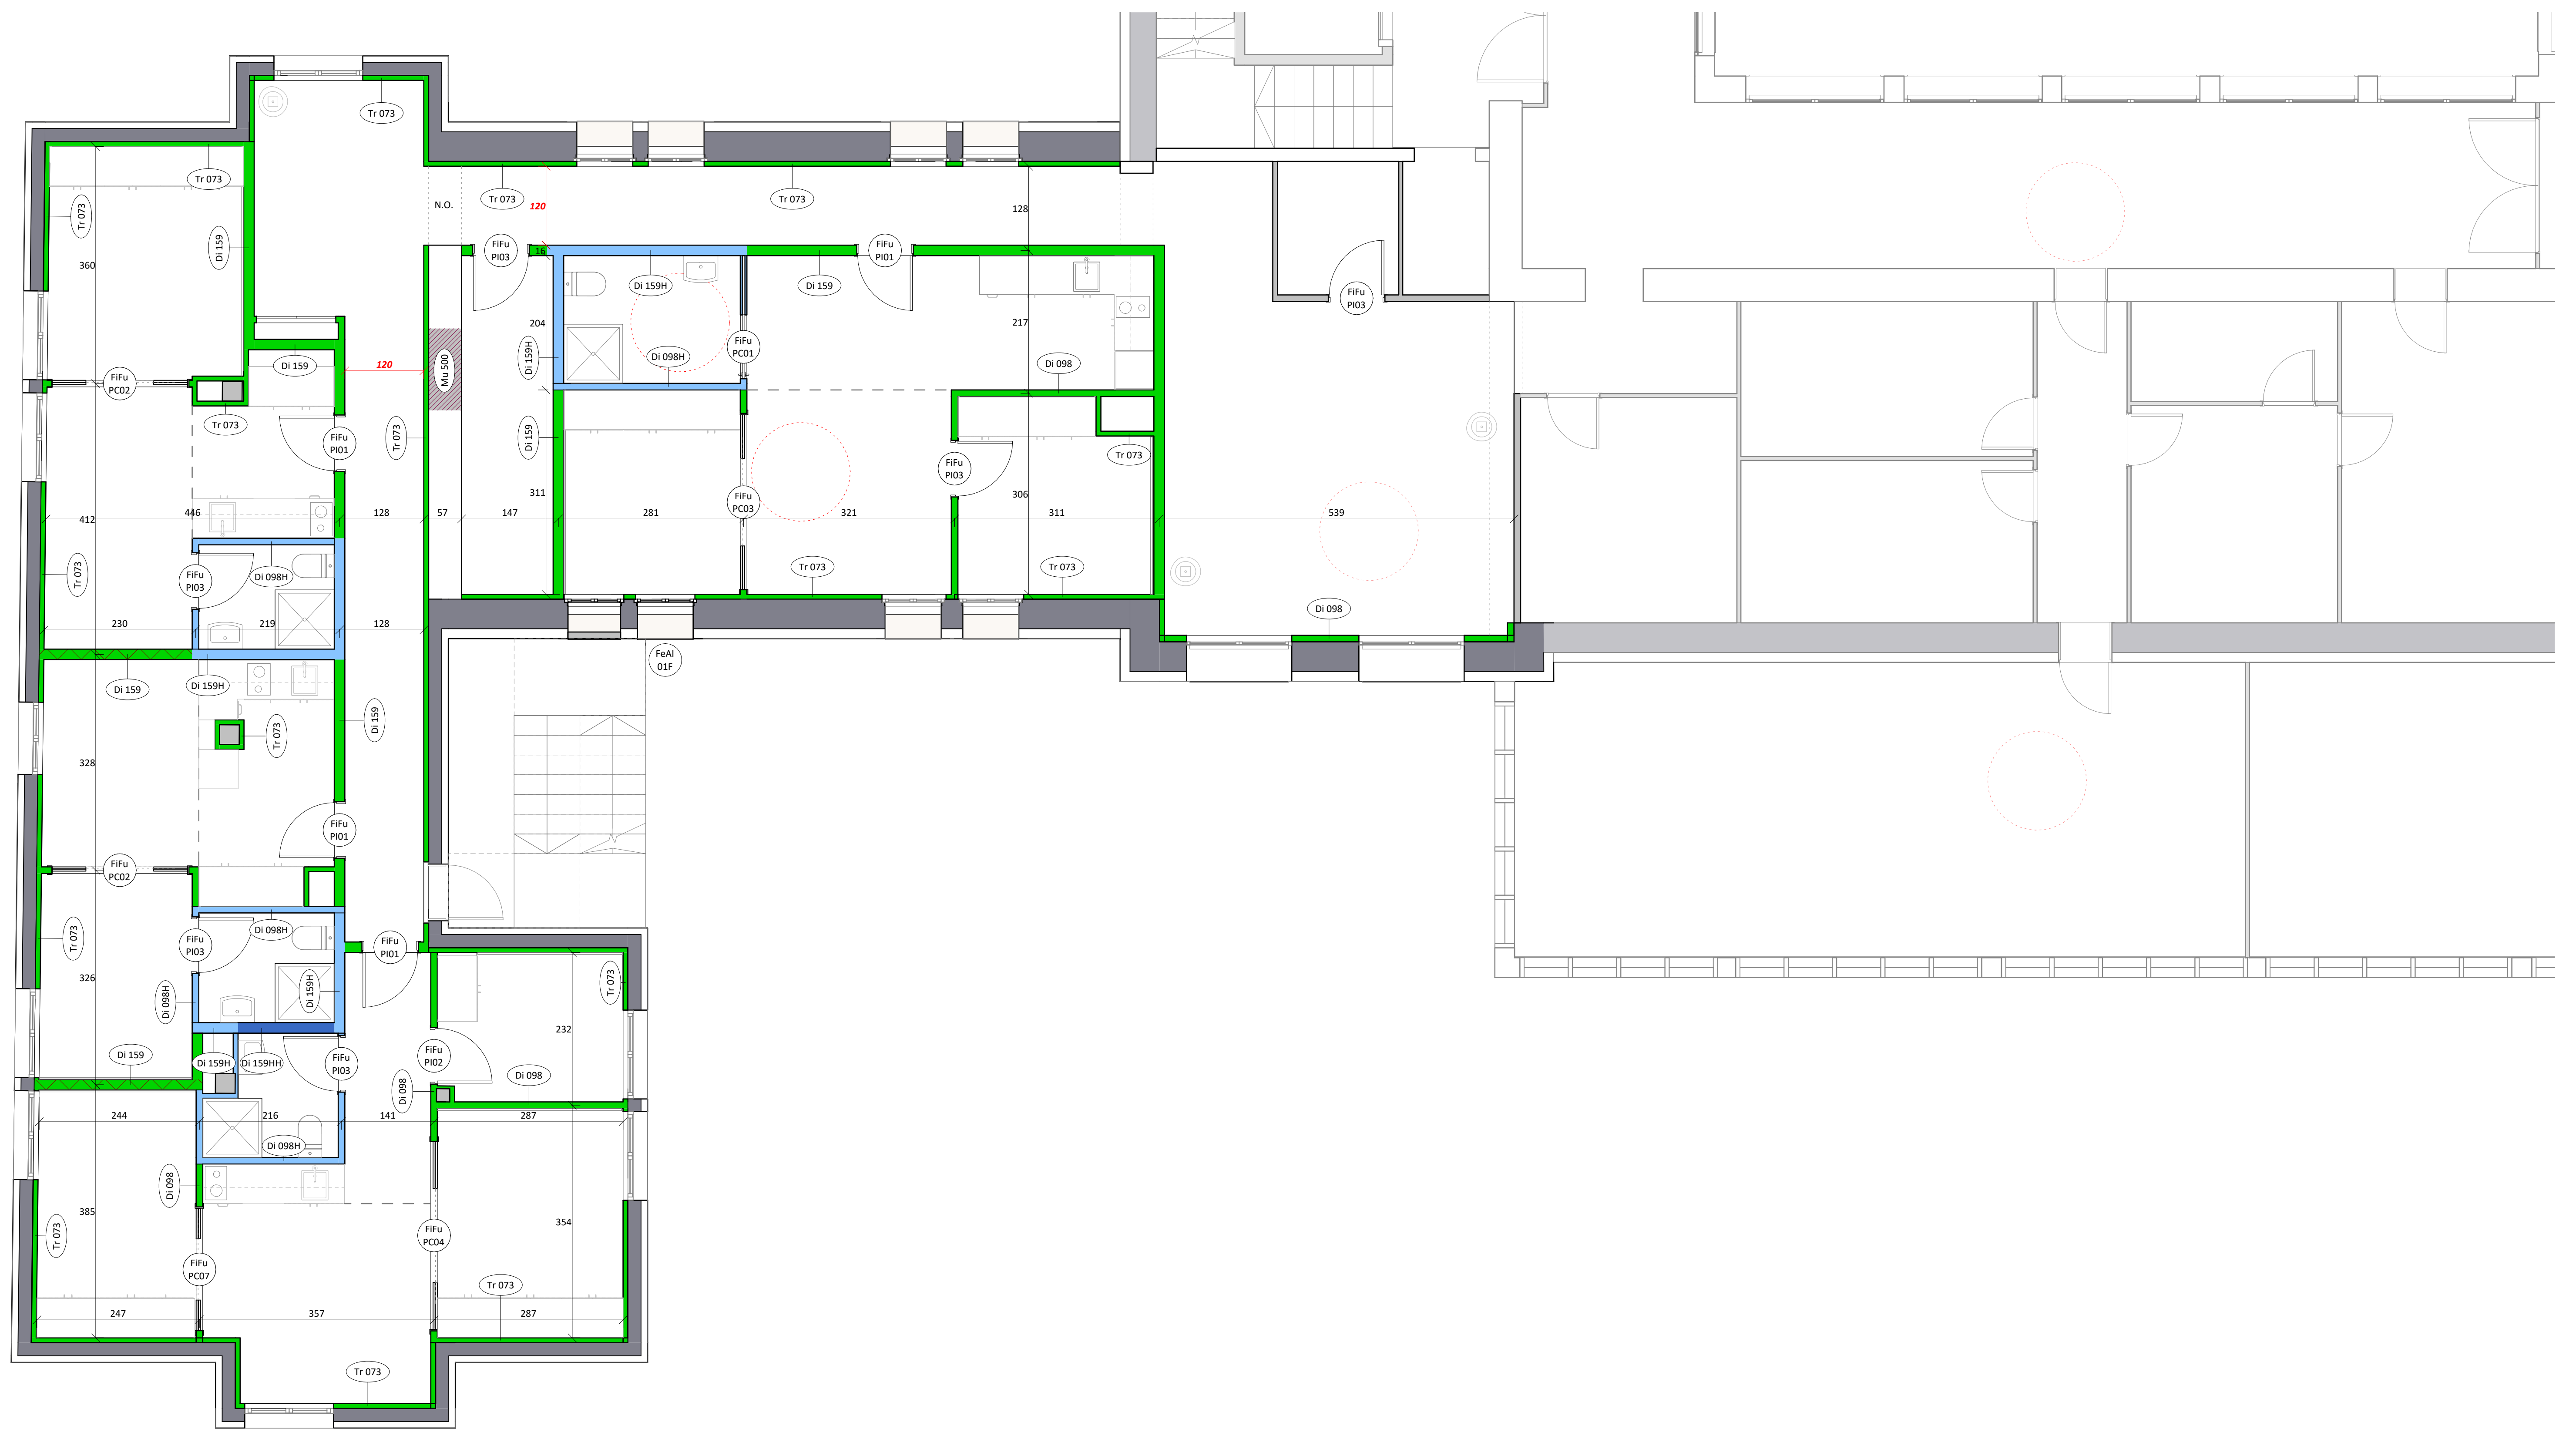 Tr 073
Tr 073
Tr 073
Di 159
360
N.O.
Tr 073
120
Tr 073
128
FiFu
PI03
16
FiFu
PI01
Di 159H
Di 159
FiFu
PI03
204
217
Di 159H
FiFu
PC01
Di 098H
Di 098
Di 159
120
Mu 500
FiFu
PC02
Tr 073
FiFu
PI01
Tr 073
Di 159
Tr 073
FiFu
PI03
311
306
FiFu
PC03
412
446
128
57
147
281
321
311
539
Tr 073
FiFu
PI03
Di 098H
Tr 073
Tr 073
Di 098
230
219
128
FeAl
01F
Di 159
Di 159H
Di 159
Tr 073
328
FiFu
PI01
FiFu
PC02
Tr 073
FiFu
PI03
Di 098H
FiFu
PI01
326
Di 098H
Di 159H
Tr 073
232
Di 159
Di 159H
Di 159HH
FiFu
PI03
FiFu
PI02
Di 098
Di 098
244
216
141
287
Di 098H
Di 098
385
Tr 073
FiFu
PC07
FiFu
PC04
354
Tr 073
247
357
287
Tr 073